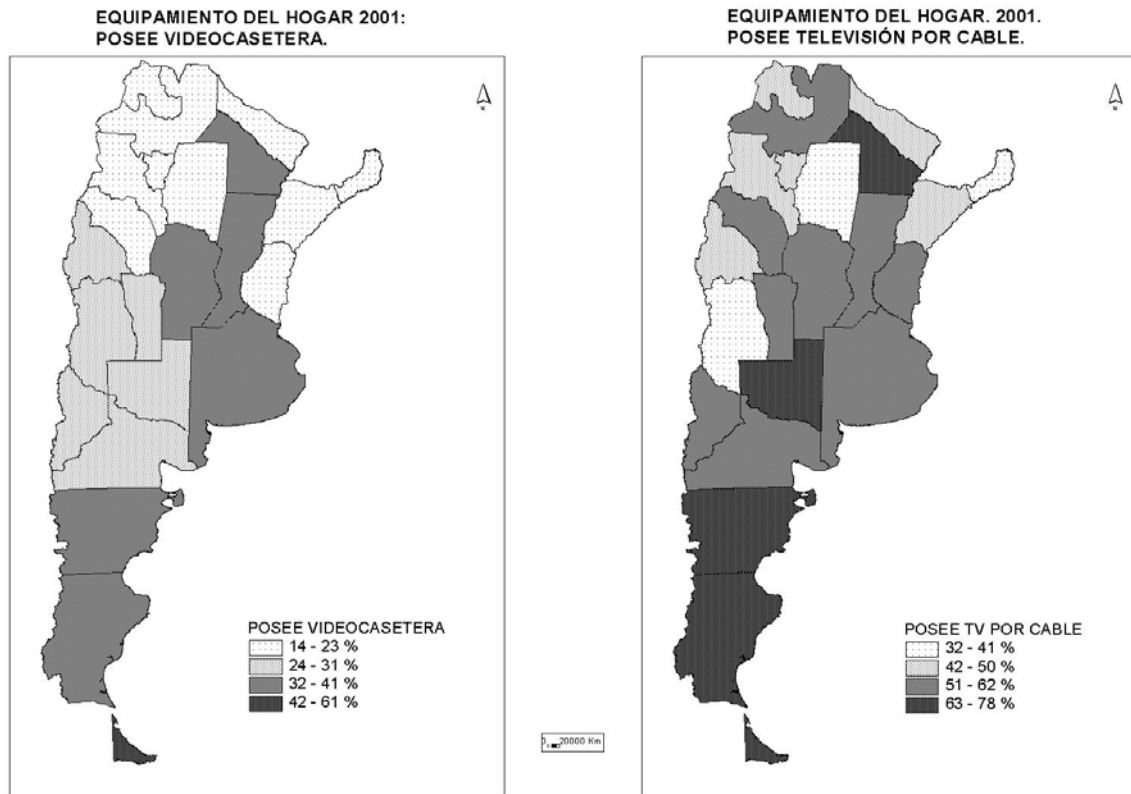 EQUIPAMIENTO DEL HOGAR 2001:
POSEE VIDEOCASETERA.
N
POSEE VIDEOCASETERA
14 - 23 %
24 - 31 %
32 - 41 %
42 - 61 %
0 20000 Km
EQUIPAMIENTO DEL HOGAR. 2001.
POSEE TELEVISIÓN POR CABLE.
N
POSEE TV POR CABLE
32 - 41 %
42 - 50 %
51 - 62 %
63 - 78 %